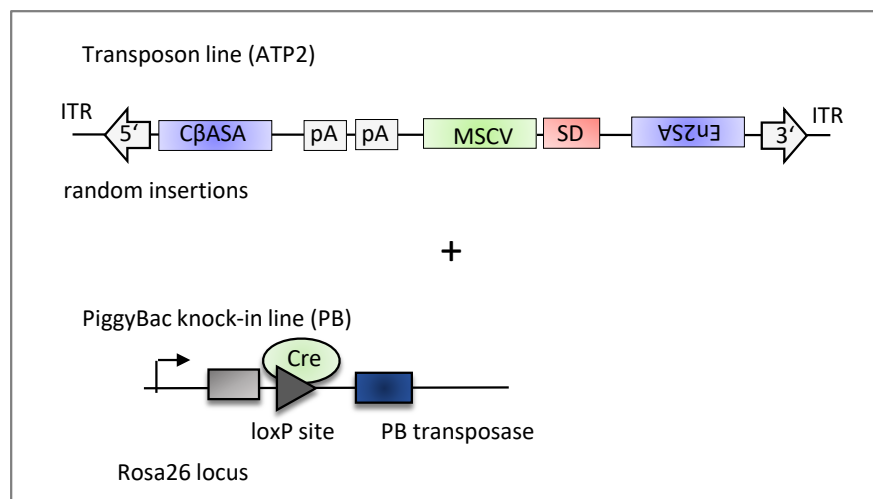 Transposon line (ATP2)
ITR
ITR
5‘
CβASA
pA
pA
MSCV
SD
En2SA
3‘
random insertions
+
PiggyBac knock-in line (PB)
Cre
loxP site
PB transposase
Rosa26 locus